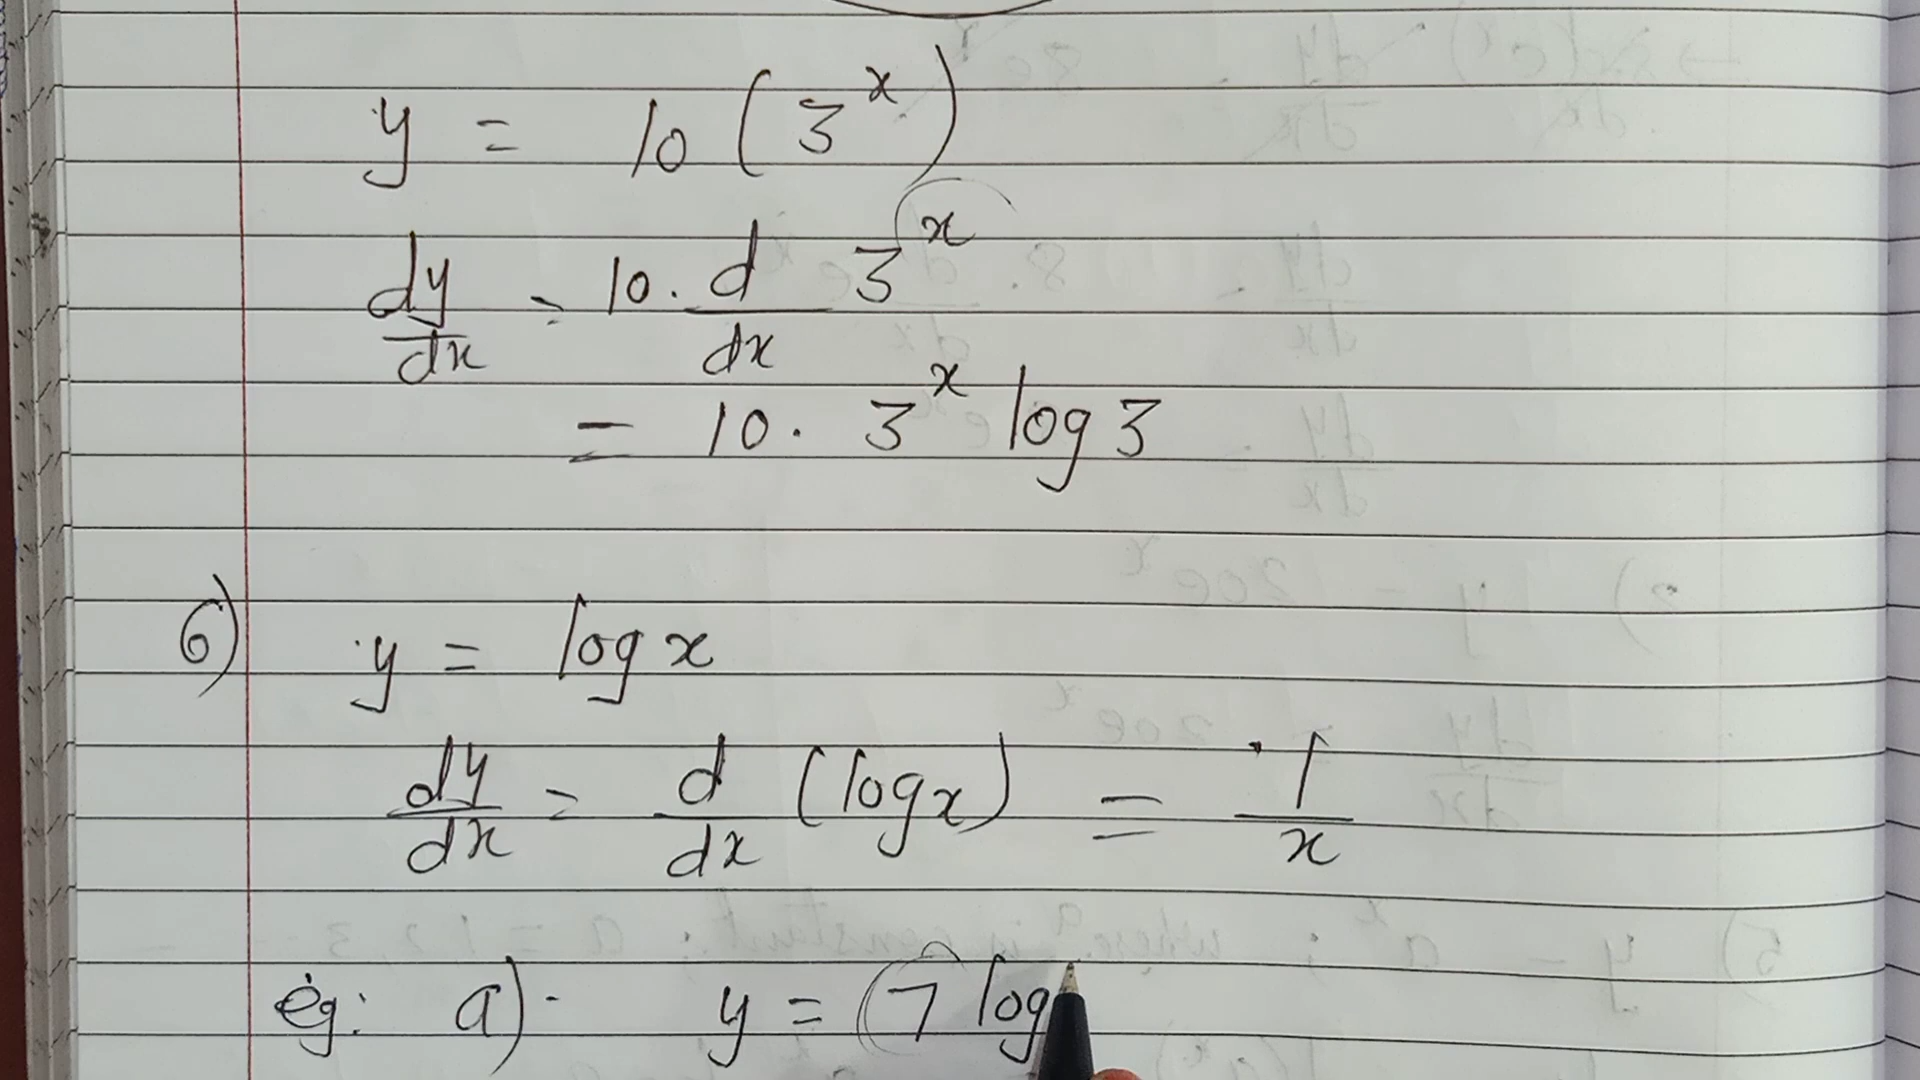 y = 10 (3^x)
dy/dx = 10. d/dx 3^x
= 10. 3^x log 3
6) y = log x
dy/dx = d/dx (log x) = 1/x
eg: a) y = (7 log